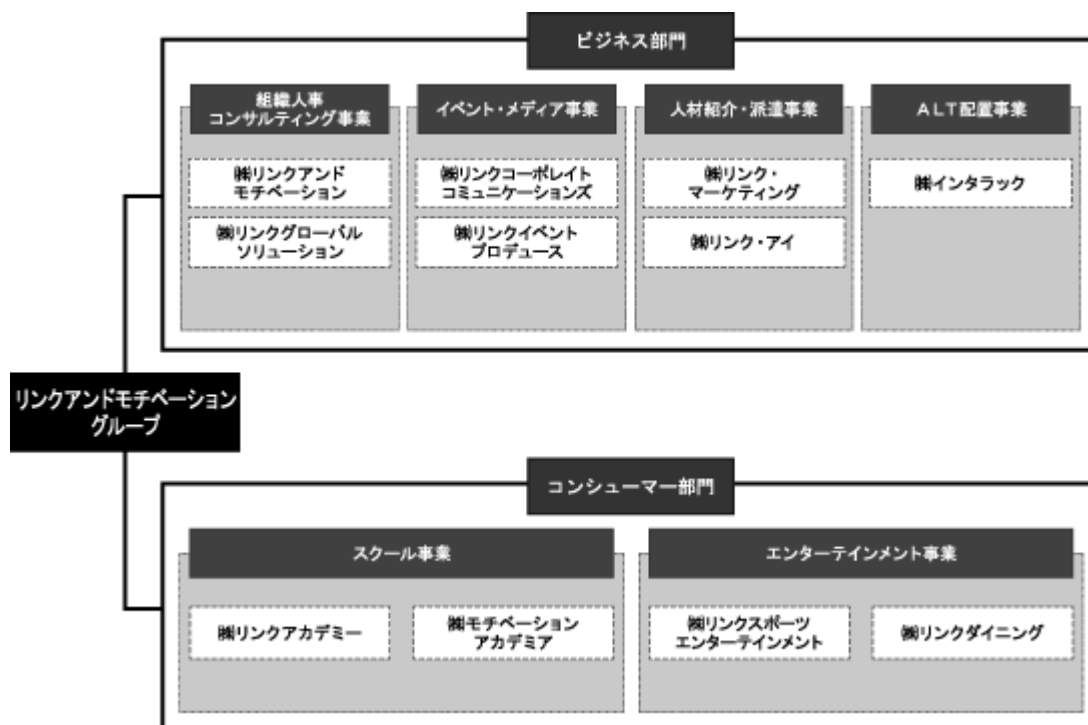 ビジネス部門
組織人事
コンサルティング事業
㈱リンクアンド
モチベーション
㈱リンクグローバル
ソリューション
イベント・メディア事業
㈱リンクコーポレイト
コミュニケーションズ
㈱リンクイベント
プロデュース
人材紹介・派遣事業
㈱リンク・
マーケティング
㈱リンク・アイ
ALT配置事業
㈱インタラック
リンクアンドモチベーション
グループ
コンシューマー部門
スクール事業
㈱リンクアカデミー
㈱モチベーション
アカデミア
エンターテインメント事業
㈱リンクスポーツ
エンターテインメント
㈱リンクダイニング